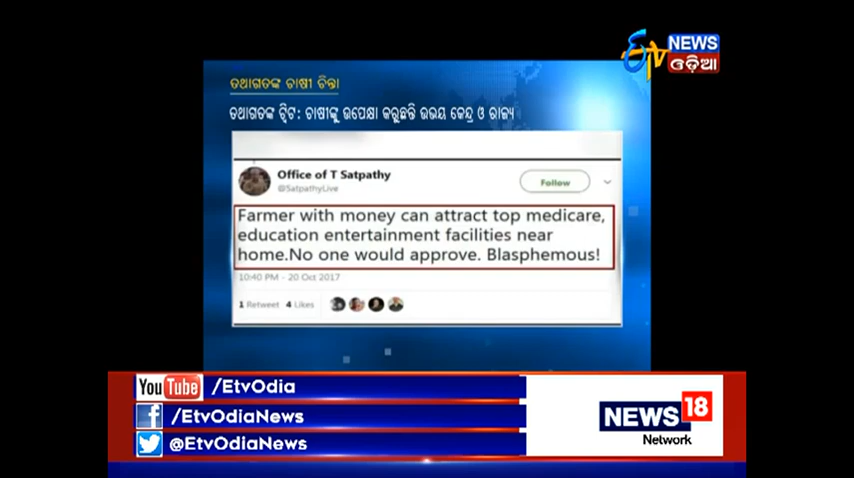 Etv NEWS
ଓଡ଼ିଆ
ତଥାଗତଙ୍କ ଚାଷୀ ଚିନ୍ତା
ତଥାଗତଙ୍କ ଟ୍ୱିଟ: ଚାଷୀଙ୍କୁ ଉପେକ୍ଷା କରୁଛନ୍ତି ଉଭୟ କେନ୍ଦ୍ର ଓ ରାଜ୍ୟ
Office of T Satpathy
@SatpathyLive
Follow
Farmer with money can attract top medicare,
education entertainment facilities near
home.No one would approve. Blasphemous!
10:40 PM - 20 Oct 2017
1 Retweet 4 Likes
YouTube /EtvOdia
/EtvOdiaNews
@EtvOdiaNews
NEWS 18
Network